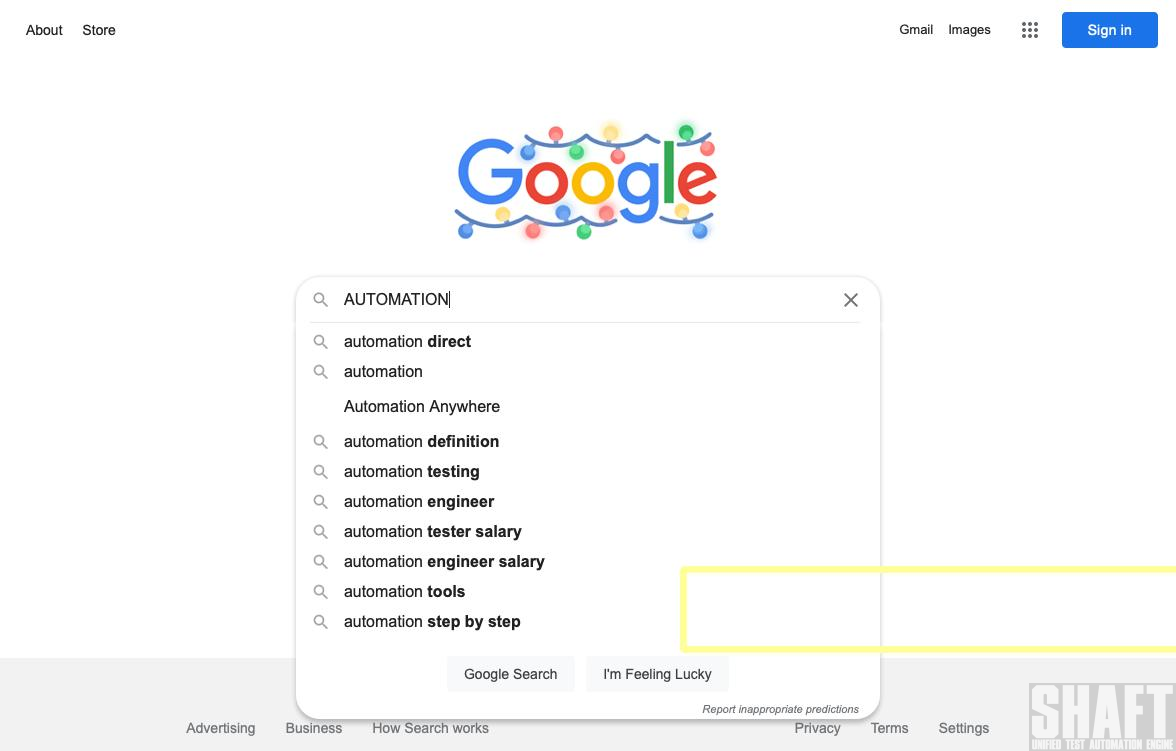 About Store Gmail Images Sign in
Google
AUTOMATION
automation direct
automation
Automation Anywhere
automation definition
automation testing
automation engineer
automation tester salary
automation engineer salary
automation tools
automation step by step
Google Search I'm Feeling Lucky
Report inappropriate predictions
Advertising Business How Search works Privacy Terms Settings
SHAFT
UNIFIED TEST AUTOMATION ENGINE